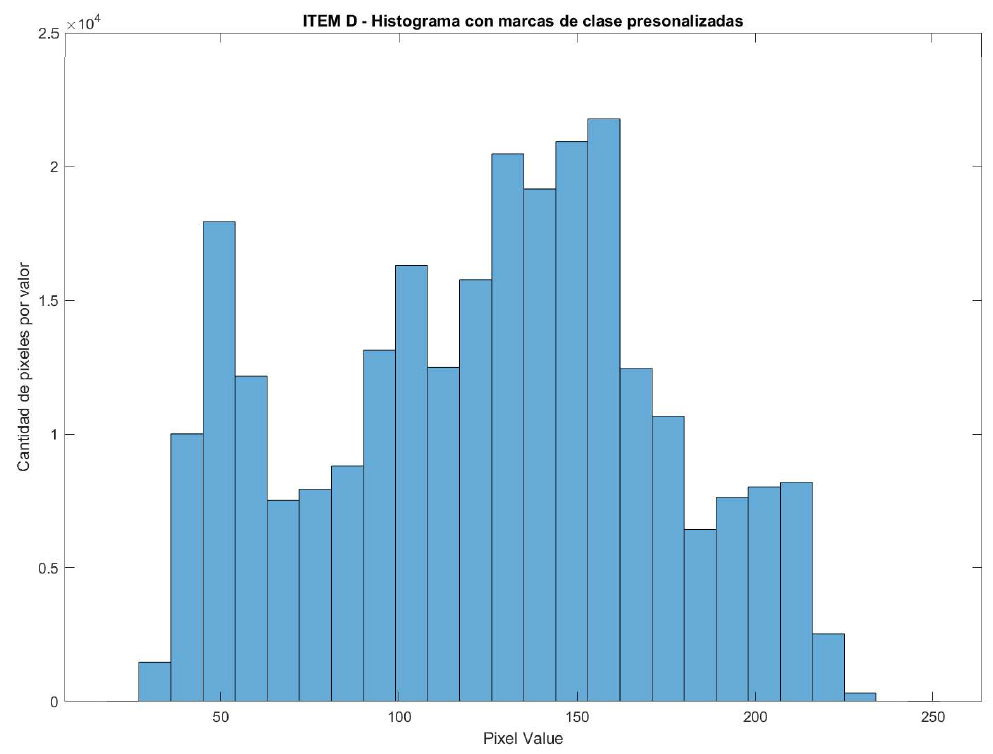 ITEM D - Histograma con marcas de clase presonalizadas
×10⁴
2.5
2
1.5
1
0.5
0
Cantidad de pixeles por valor
50 100 150 200 250
Pixel Value